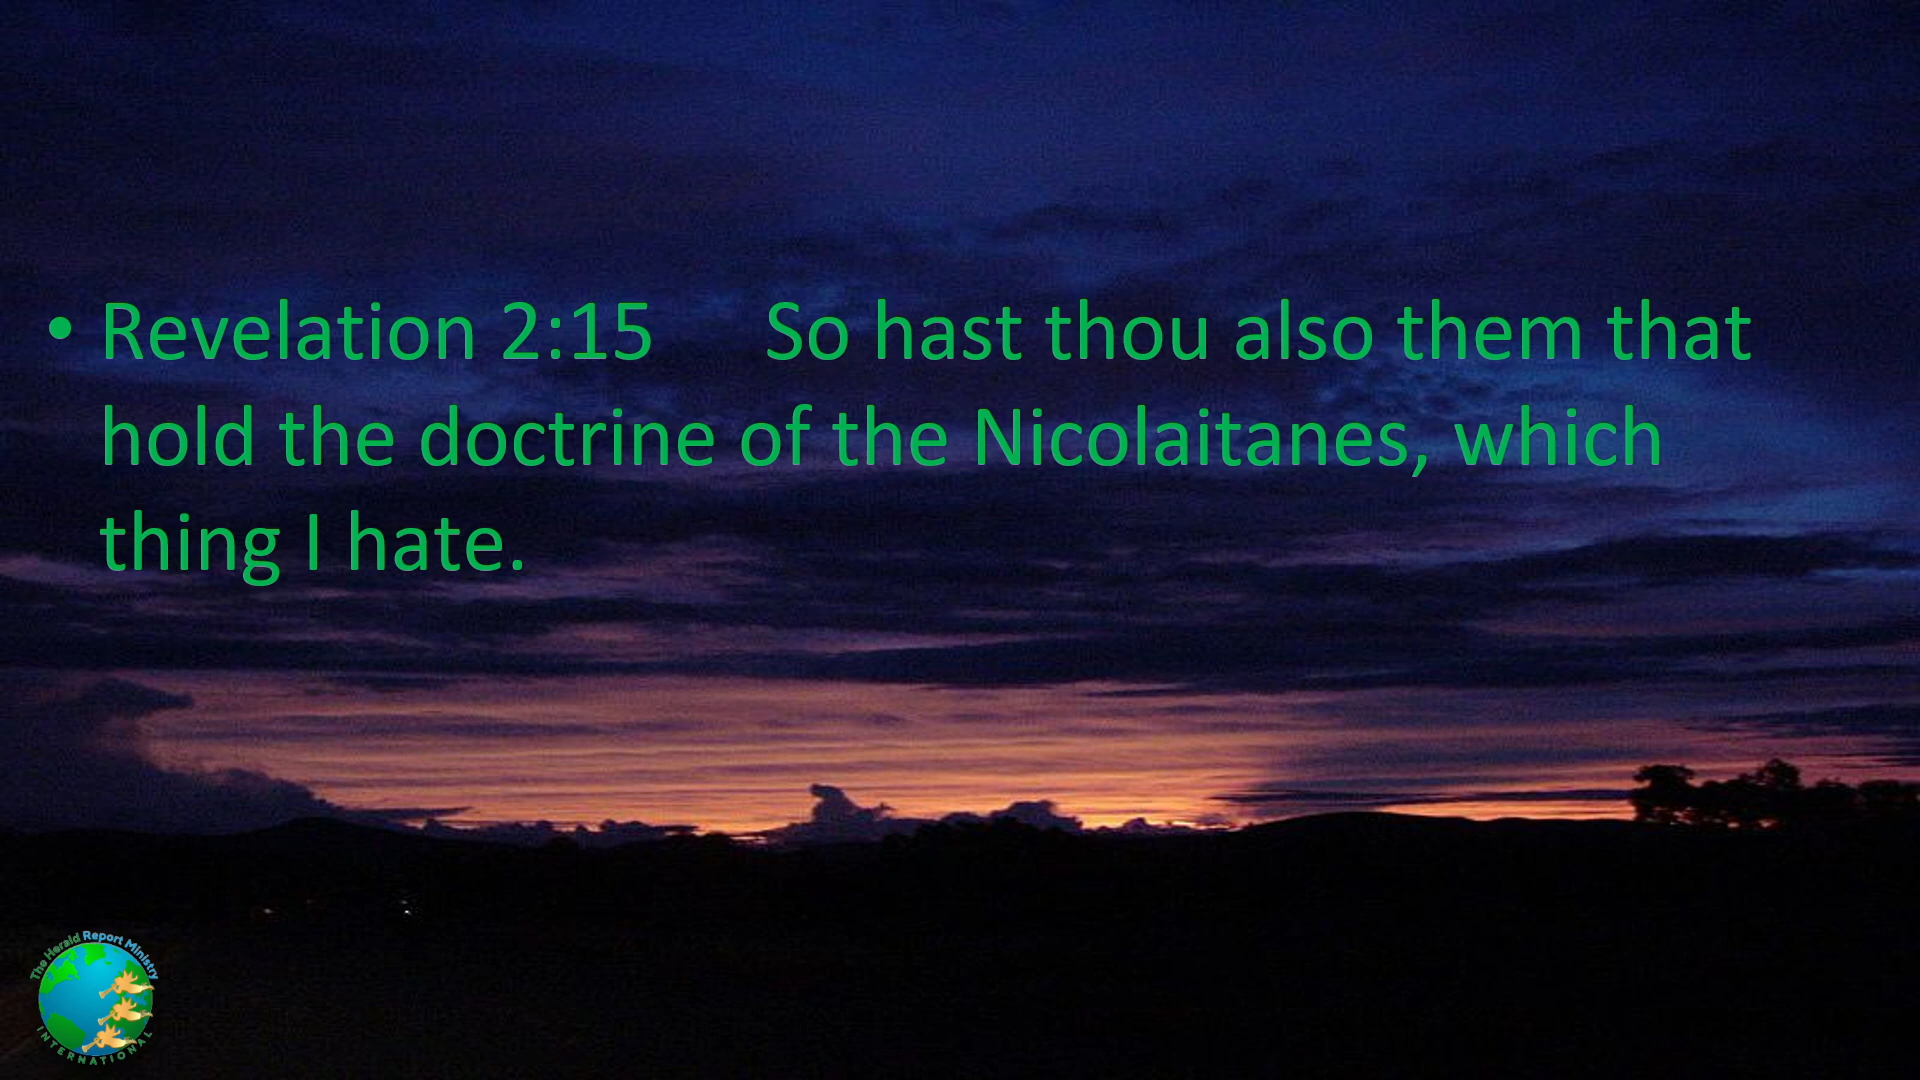 • Revelation 2:15 So hast thou also them that
hold the doctrine of the Nicolaitanes, which
thing I hate.
The Herald Report Ministry
INTERNATIONAL